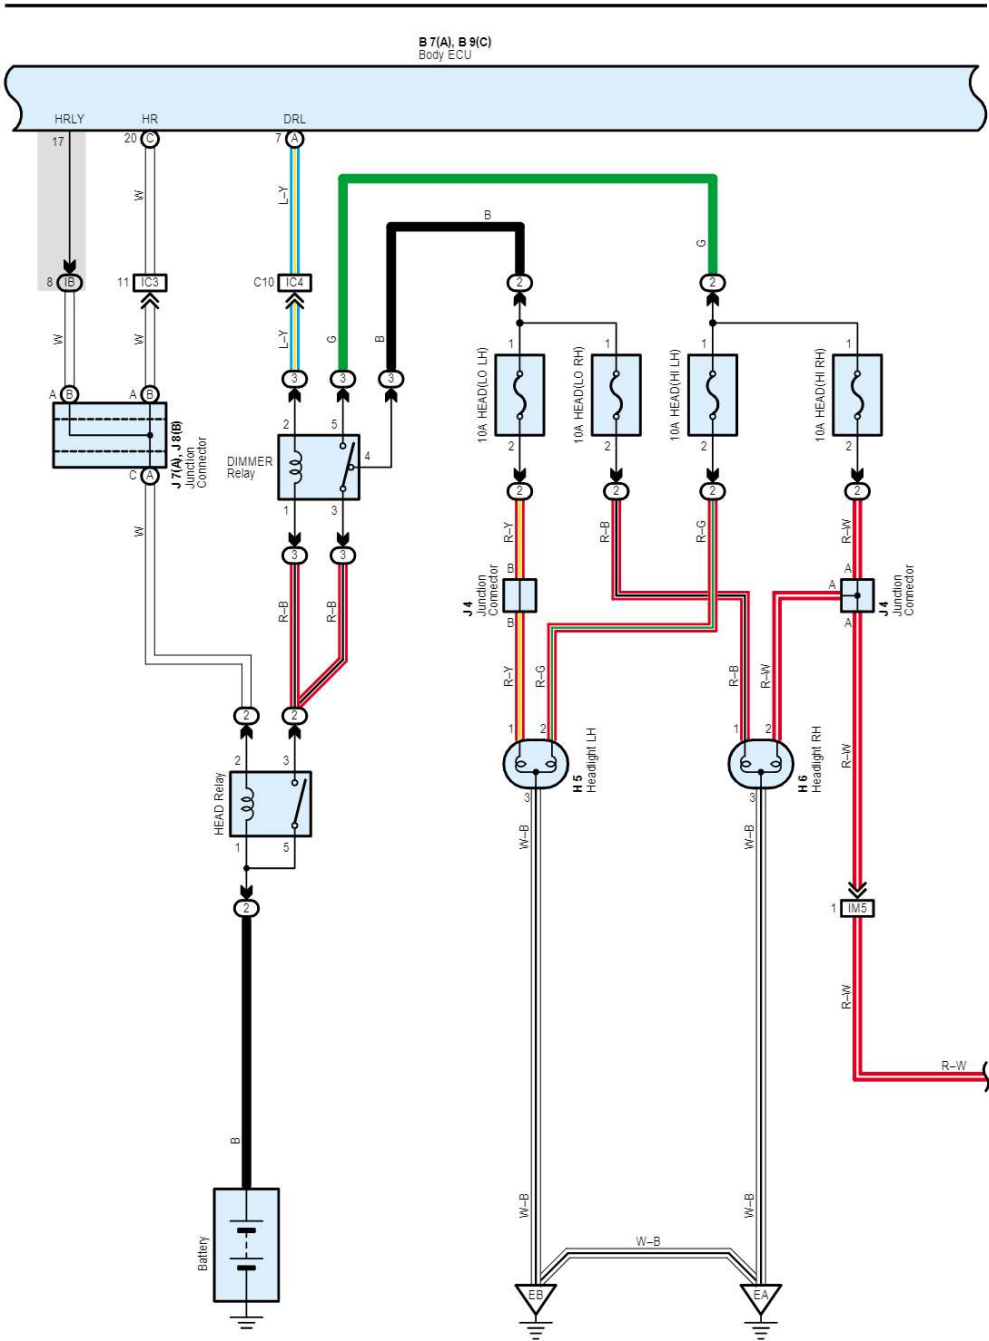 B 7(A), B 9(C)
Body ECU
HRLY
HR
DRL
17
20
C
7
A
W
L–Y
B
G
8
IB
11
IC3
C10
IC4
2
2
W
W
L–Y
G
B
1
1
1
1
3
3
3
A
B
A
B
10A HEAD(LO LH)
10A HEAD(LO RH)
10A HEAD(HI LH)
10A HEAD(HI RH)
J 7(A), J 8(B)
Junction
Connector
2
5
DIMMER
Relay
4
2
2
2
2
C
A
1
3
2
2
2
2
W
3
3
R–Y
R–B
R–G
R–W
B
A
J 4
Junction
Connector
A
J 4
Junction
Connector
R–B
R–B
B
A
R–Y
R–G
R–B
R–W
2
2
1
2
1
2
R–W
2
3
H 5
Headlight LH
H 6
Headlight RH
HEAD Relay
3
3
1
5
W–B
W–B
2
1
IM5
R–W
R–W
B
W–B
W–B
Battery
W–B
EB
EA